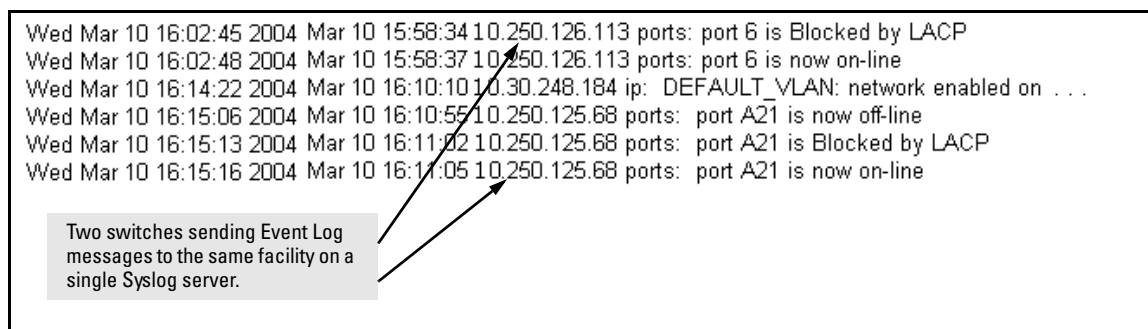 Wed Mar 10 16:02:45 2004 Mar 10 15:58:34 10.250.126.113 ports: port 6 is Blocked by LACP
Wed Mar 10 16:02:48 2004 Mar 10 15:58:37 10.250.126.113 ports: port 6 is now on-line
Wed Mar 10 16:14:22 2004 Mar 10 16:10:10 10.30.248.184 ip: DEFAULT_VLAN: network enabled on . . .
Wed Mar 10 16:15:06 2004 Mar 10 16:10:55 10.250.125.68 ports: port A21 is now off-line
Wed Mar 10 16:15:13 2004 Mar 10 16:11:02 10.250.125.68 ports: port A21 is Blocked by LACP
Wed Mar 10 16:15:16 2004 Mar 10 16:11:05 10.250.125.68 ports: port A21 is now on-line
Two switches sending Event Log
messages to the same facility on a
single Syslog server.